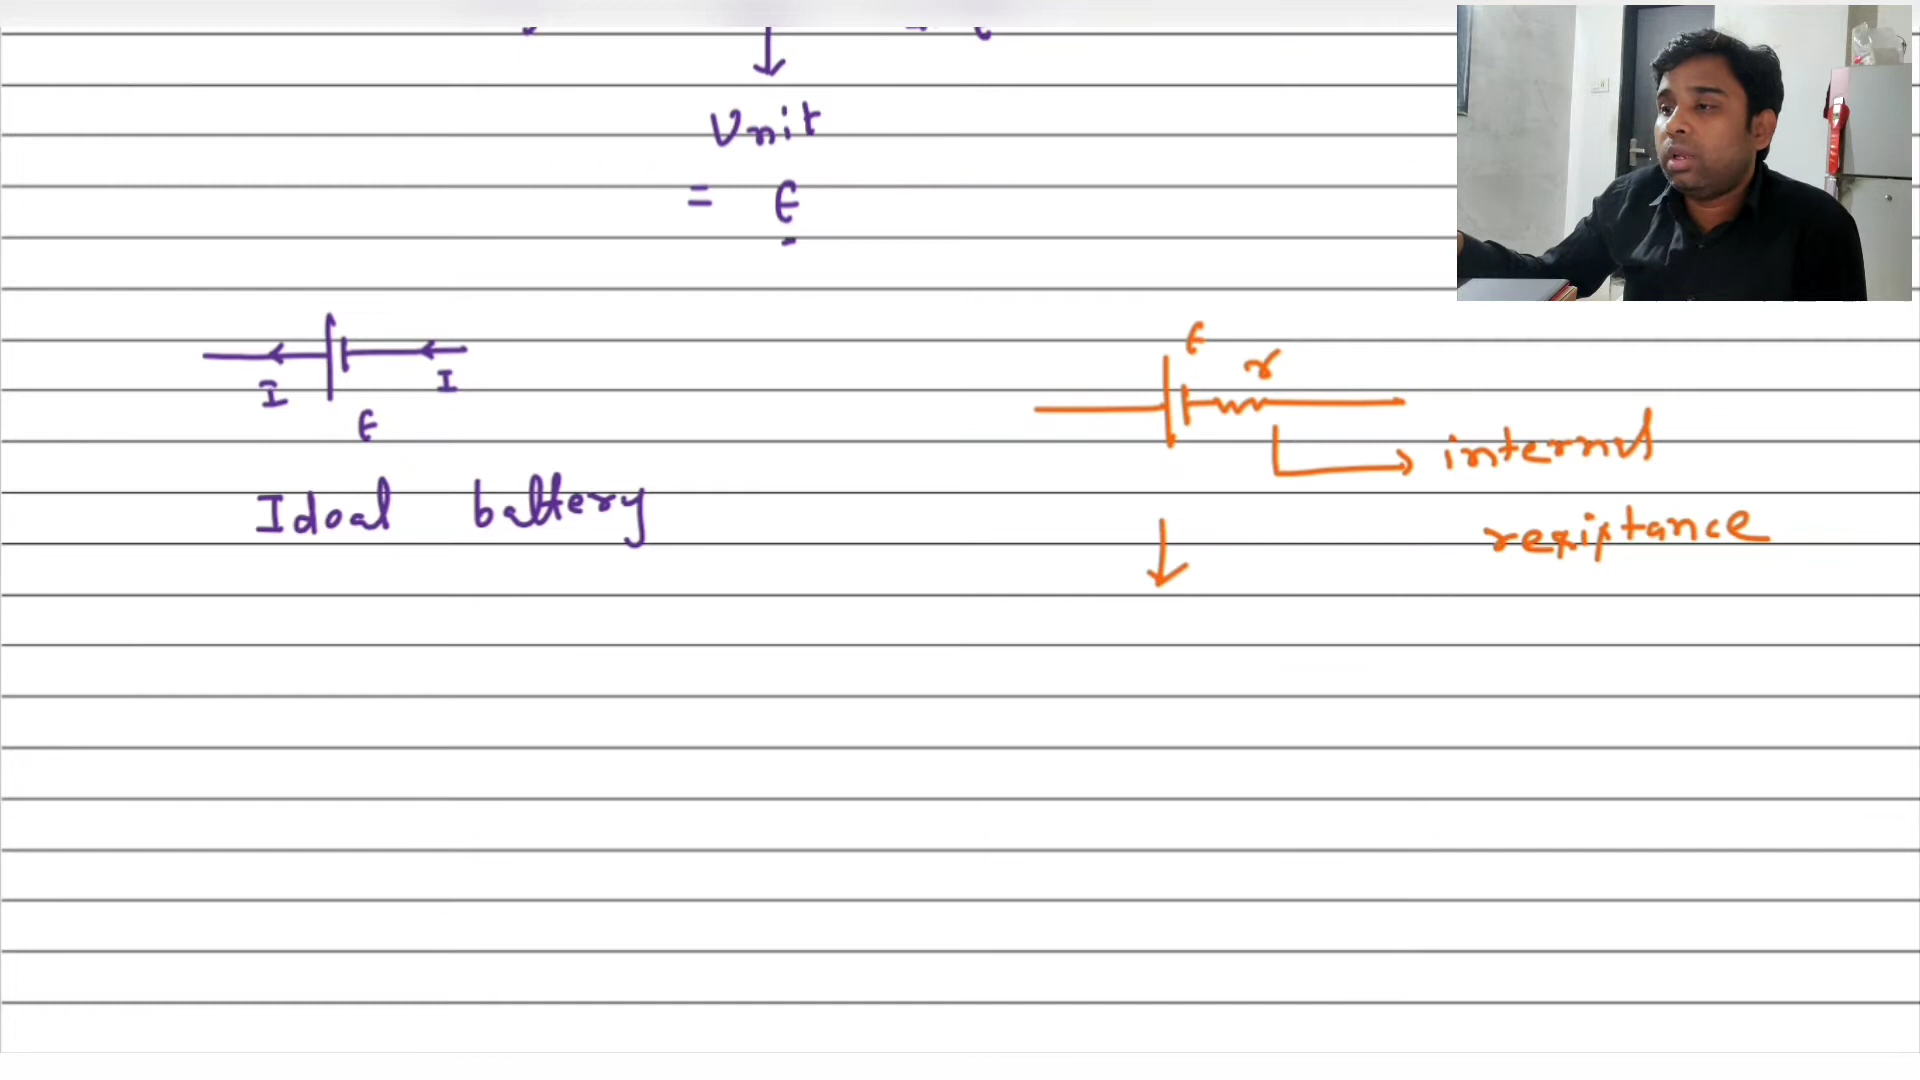 Unit
= E
I I
E
Ideal battery
E
r
internal
resistance